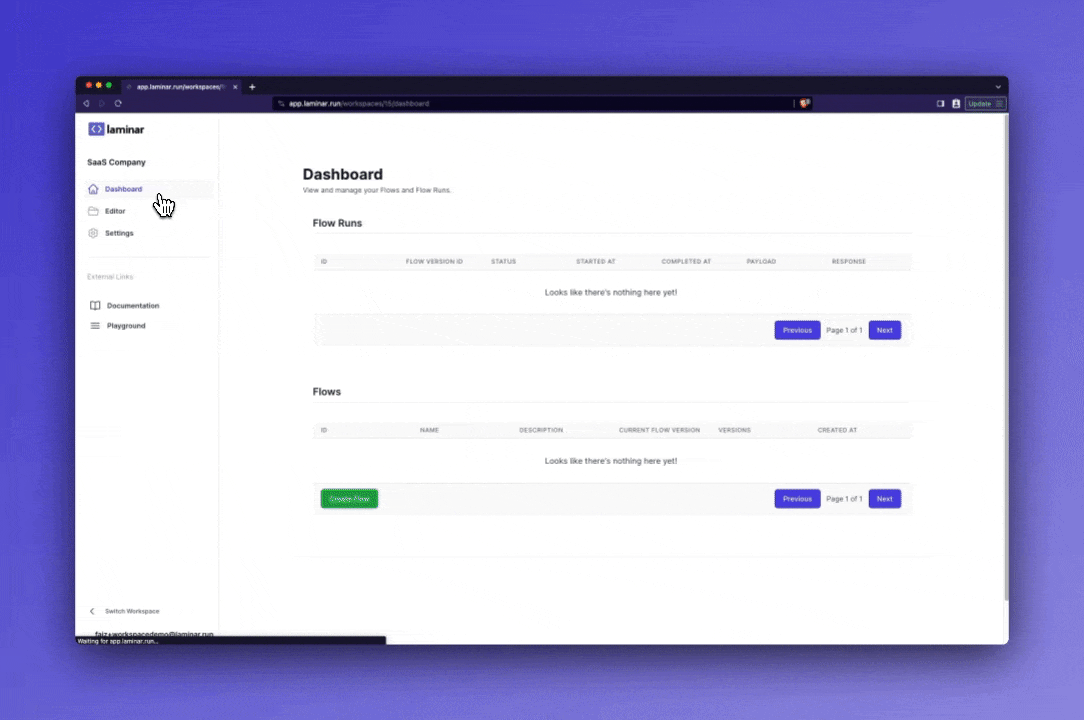 app.laminar.run/workspaces/1
app.laminar.run/workspaces/15/dashboard
Update
laminar
SaaS Company
Dashboard
Editor
Settings
External Links
Documentation
Playground
Switch Workspace
faiz+workspacedemo@laminar.run
Waiting for app.laminar.run...
Dashboard
View and manage your Flows and Flow Runs.
Flow Runs
ID FLOW VERSION ID STATUS STARTED AT COMPLETED AT PAYLOAD RESPONSE
Looks like there's nothing here yet!
Previous Page 1 of 1 Next
Flows
ID NAME DESCRIPTION CURRENT FLOW VERSION VERSIONS CREATED AT
Looks like there's nothing here yet!
Create Flow Previous Page 1 of 1 Next